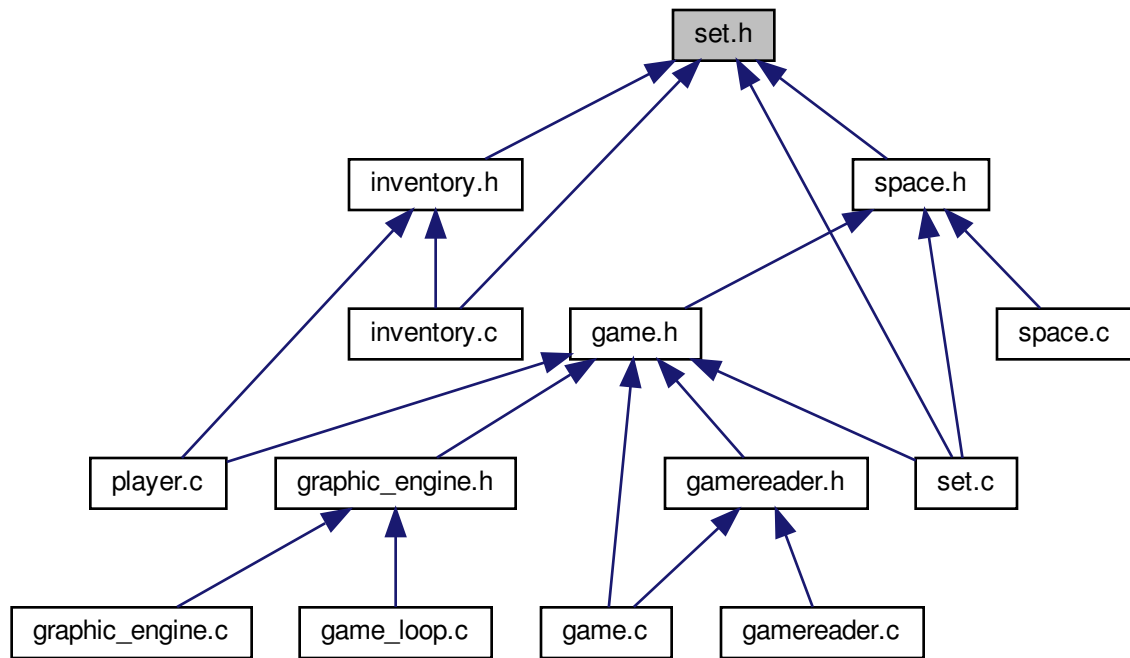 set.h
inventory.h
space.h
inventory.c
game.h
space.c
player.c
graphic_engine.h
gamereader.h
set.c
graphic_engine.c
game_loop.c
game.c
gamereader.c